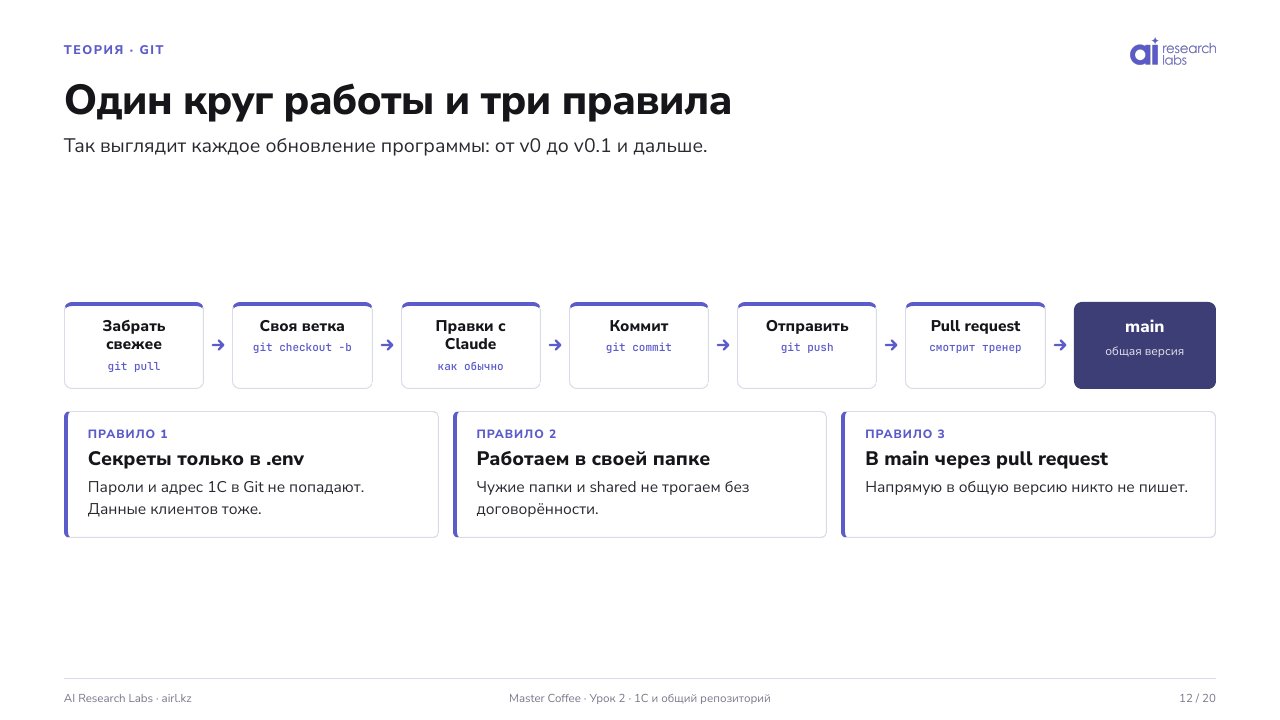 ТЕОРИЯ · GIT
ai research labs
Один круг работы и три правила
Так выглядит каждое обновление программы: от v0 до v0.1 и дальше.
Забрать
свежее
git pull
Своя ветка
git checkout -b
Правки с
Claude
как обычно
Коммит
git commit
Отправить
git push
Pull request
смотрит тренер
main
общая версия
ПРАВИЛО 1
Секреты только в .env
Пароли и адрес 1С в Git не попадают.
Данные клиентов тоже.
ПРАВИЛО 2
Работаем в своей папке
Чужие папки и shared не трогаем без
договорённости.
ПРАВИЛО 3
В main через pull request
Напрямую в общую версию никто не пишет.
AI Research Labs · airl.kz
Master Coffee · Урок 2 · 1С и общий репозиторий
12 / 20